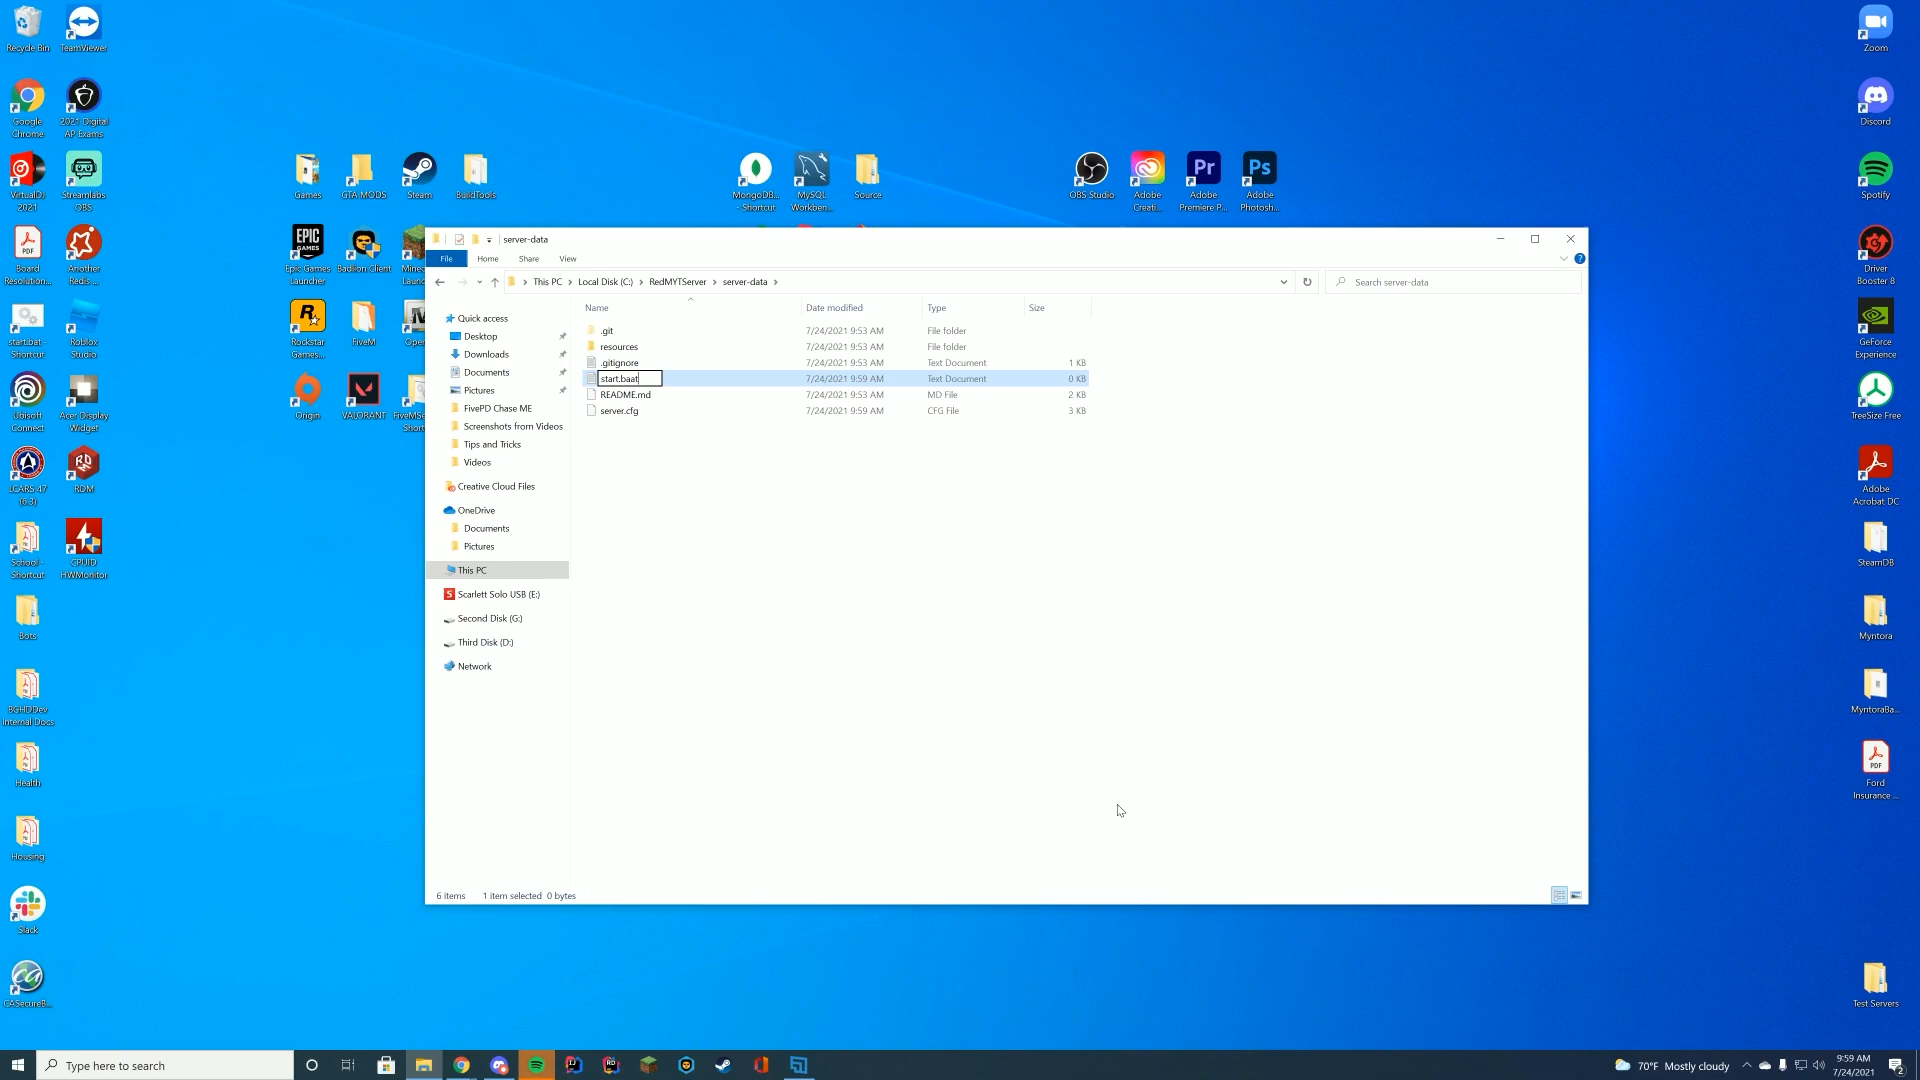 Recycle Bin
TeamViewer
Google
Chrome
2021 Digital
AP Exams
VirtualDJ
2021
Streamlabs
OBS
Board
Resolution...
Another
Redis ...
start.bat -
Shortcut
Roblox
Studio
Ubisoft
Connect
Acer Display
Widget
LCARS 47
(6.3)
RDM
School -
Shortcut
CPUID
HWMonitor
Bots
BGHDDev
Internal Docs
Health
Housing
Slack
CASecureB...
Games
GTA MODS
Steam
BuildTools
Epic Games
Launcher
Badlion Client
Minec
Laun
Rockstar
Games...
FiveM
Oper
Origin
VALORANT
FiveMSe
Short
MongoDB...
- Shortcut
MySQL
Workben...
Source
OBS Studio
Adobe
Creati...
Adobe
Premiere P...
Adobe
Photosh...
Zoom
Discord
Spotify
Driver
Booster 8
GeForce
Experience
TreeSize Free
Adobe
Acrobat DC
SteamDB
Myntora
MyntoraBa...
Ford
Insurance ...
Test Servers
server-data
File
Home
Share
View
This PC
Local Disk (C:)
RedMYTServer
server-data
Search server-data
Name
Date modified
Type
Size
.git 7/24/2021 9:53 AM File folder
resources 7/24/2021 9:53 AM File folder
.gitignore 7/24/2021 9:53 AM Text Document 1 KB
start.baat 7/24/2021 9:59 AM Text Document 0 KB
README.md 7/24/2021 9:53 AM MD File 2 KB
server.cfg 7/24/2021 9:59 AM CFG File 3 KB
Quick access
Desktop
Downloads
Documents
Pictures
FivePD Chase ME
Screenshots from Videos
Tips and Tricks
Videos
Creative Cloud Files
OneDrive
Documents
Pictures
This PC
Scarlett Solo USB (E:)
Second Disk (G:)
Third Disk (D:)
Network
6 items 1 item selected 0 bytes
Type here to search
70°F Mostly cloudy
9:59 AM
7/24/2021